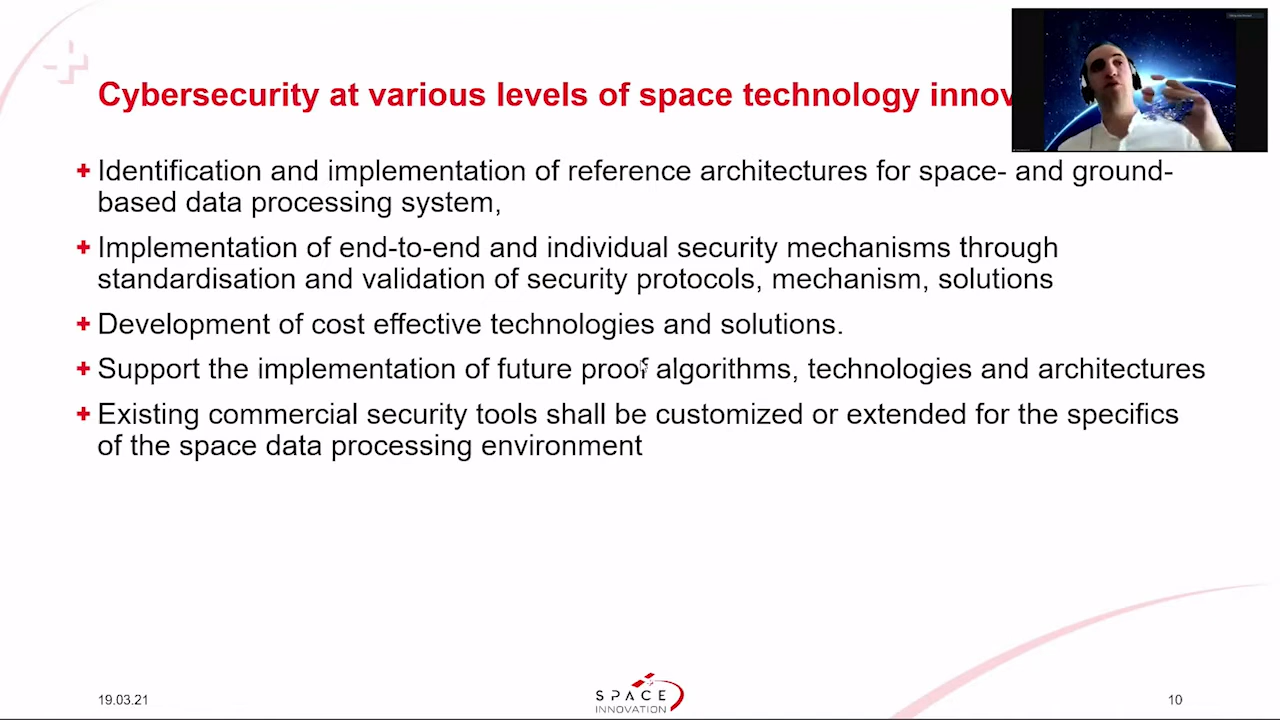 Cybersecurity at various levels of space technology
Identification and implementation of reference architectures for space- and ground-
based data processing system,
Implementation of end-to-end and individual security mechanisms through
standardisation and validation of security protocols, mechanism, solutions
Development of cost effective technologies and solutions.
Support the implementation of future proof algorithms, technologies and architectures
Existing commercial security tools shall be customized or extended for the specifics
of the space data processing environment
19.03.21
SPACE
INNOVATION
10